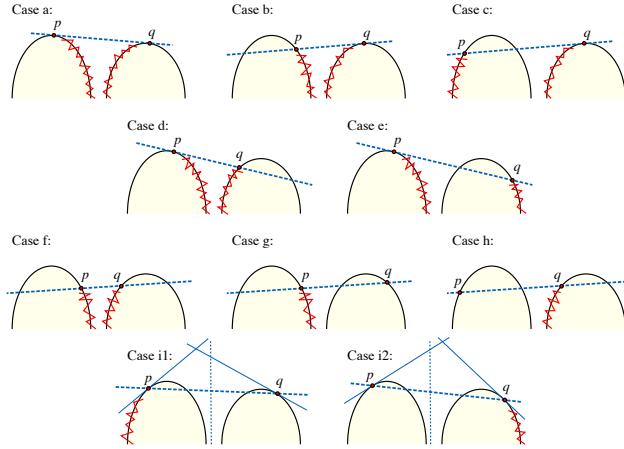 Case a:
Case b:
Case c:
p
q
p
q
p
q
Case d:
Case e:
p
q
p
q
Case f:
Case g:
Case h:
p
q
p
q
p
q
Case i1:
Case i2:
p
q
p
q